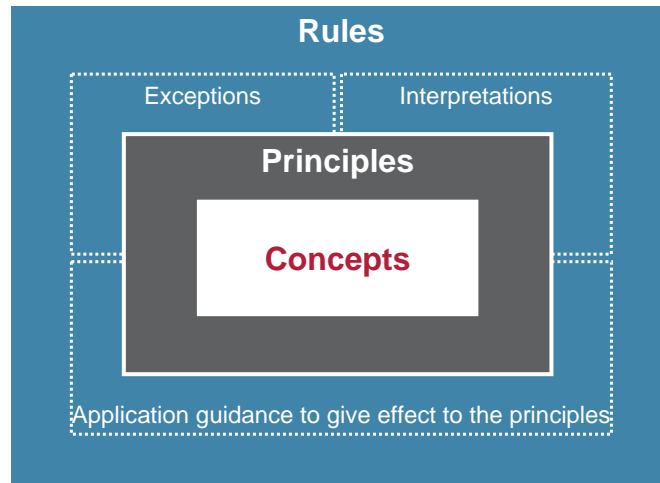 Rules
Exceptions
Interpretations
Principles
Concepts
Application guidance to give effect to the principles